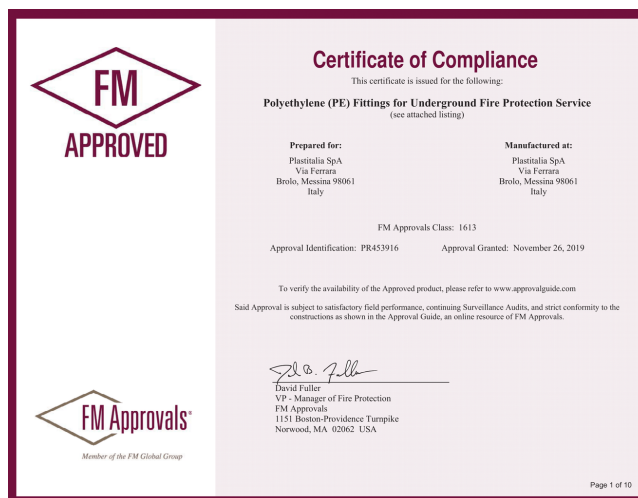 FM
APPROVED
Certificate of Compliance
This certificate is issued for the following:
Polyethylene (PE) Fittings for Underground Fire Protection Service
(see attached listing)
Prepared for:
Plastitalia SpA
Via Ferrara
Brolo, Messina 98061
Italy
Manufactured at:
Plastitalia SpA
Via Ferrara
Brolo, Messina 98061
Italy
FM Approvals Class: 1613
Approval Identification: PR453916
Approval Granted: November 26, 2019
To verify the availability of the Approved product, please refer to www.approvalguide.com
Said Approval is subject to satisfactory field performance, continuing Surveillance Audits, and strict conformity to the
constructions as shown in the Approval Guide, an online resource of FM Approvals.
David Fuller
VP - Manager of Fire Protection
FM Approvals
1151 Boston-Providence Turnpike
Norwood, MA 02062 USA
FM Approvals®
Member of the FM Global Group
Page 1 of 10